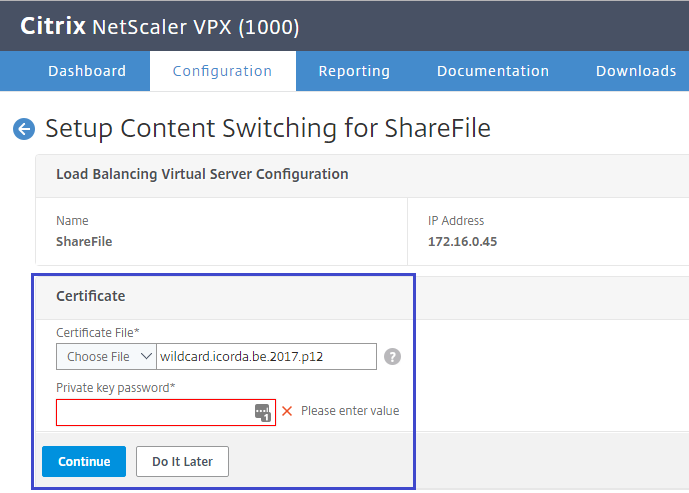 Citrix NetScaler VPX (1000)
Dashboard Configuration Reporting Documentation Downloads
Setup Content Switching for ShareFile
Load Balancing Virtual Server Configuration
Name IP Address
ShareFile 172.16.0.45
Certificate
Certificate File*
Choose File wildcard.icorda.be.2017.p12 ?
Private key password*
1 Please enter value
Continue Do It Later